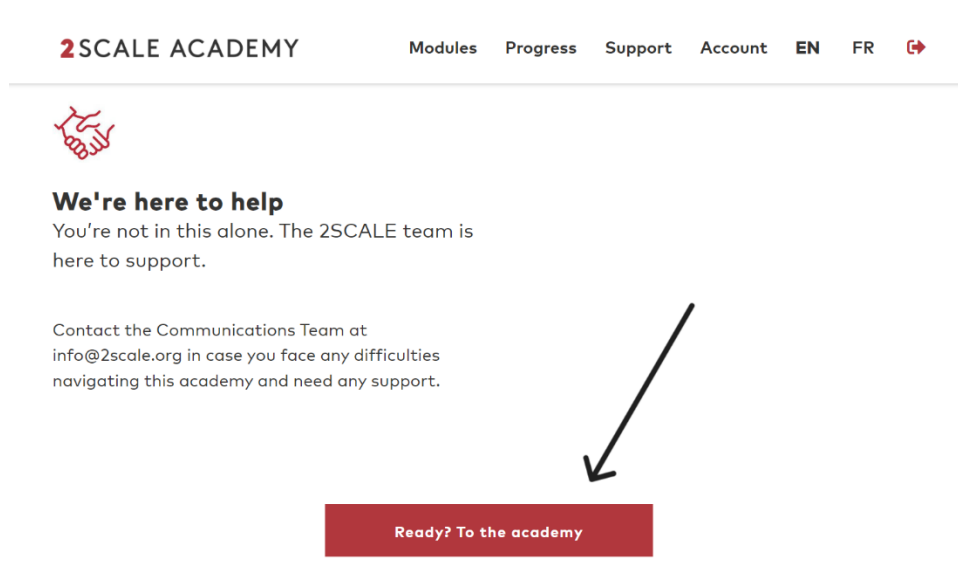 2SCALE ACADEMY Modules Progress Support Account EN FR
We're here to help
You're not in this alone. The 2SCALE team is
here to support.
Contact the Communications Team at
info@2scale.org in case you face any difficulties
navigating this academy and need any support.
Ready? To the academy